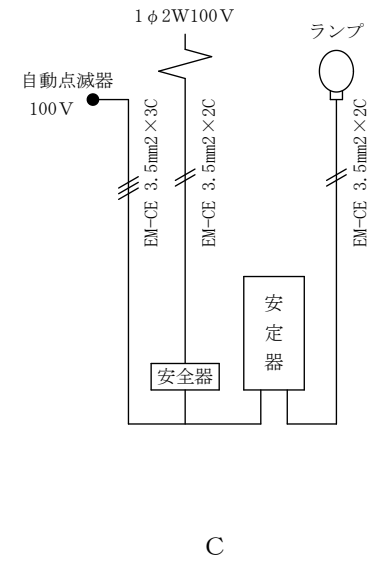 1φ2W100V
ランプ
自動点滅器
100V
EM-CE 3.5mm2×3C
EM-CE 3.5mm2×2C
EM-CE 3.5mm2×2C
安定器
安全器
C